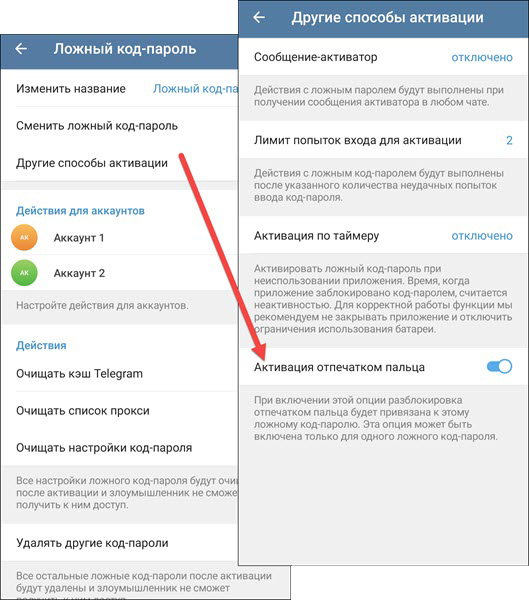 Ложный код-пароль
Изменить название
Ложный код-па
Сменить ложный код-пароль
Другие способы активации
Действия для аккаунтов
АК
Аккаунт 1
АК
Аккаунт 2
Настройте действия для аккаунтов.
Действия
Очищать кэш Telegram
Очищать список прокси
Очищать настройки код-пароля
Все настройки ложного код-пароля будут очи
после активации и злоумышленник не сможе
получить к ним доступ.
Удалять другие код-пароли
Все остальные ложные код-пароли после активации
будут удалены и злоумышленник не сможет
получить к ним доступ.
Другие способы активации
Сообщение-активатор
отключено
Действия с ложным паролем будут выполнены при
получении сообщения активатора в любом чате.
Лимит попыток входа для активации
2
Действия с ложным код-паролем будут выполнены
после указанного количества неудачных попыток
ввода код-пароля.
Активация по таймеру
отключено
Активировать ложный код-пароль при
неиспользовании приложения. Время, когда
приложение заблокировано код-паролем, считается
неактивностью. Для корректной работы функции мы
рекомендуем не закрывать приложение и отключить
ограничения использования батареи.
Активация отпечатком пальца
При включении этой опции разблокировка
отпечатком пальца будет привязана к этому
ложному код-паролю. Эта опция может быть
включена только для одного ложного код-пароля.